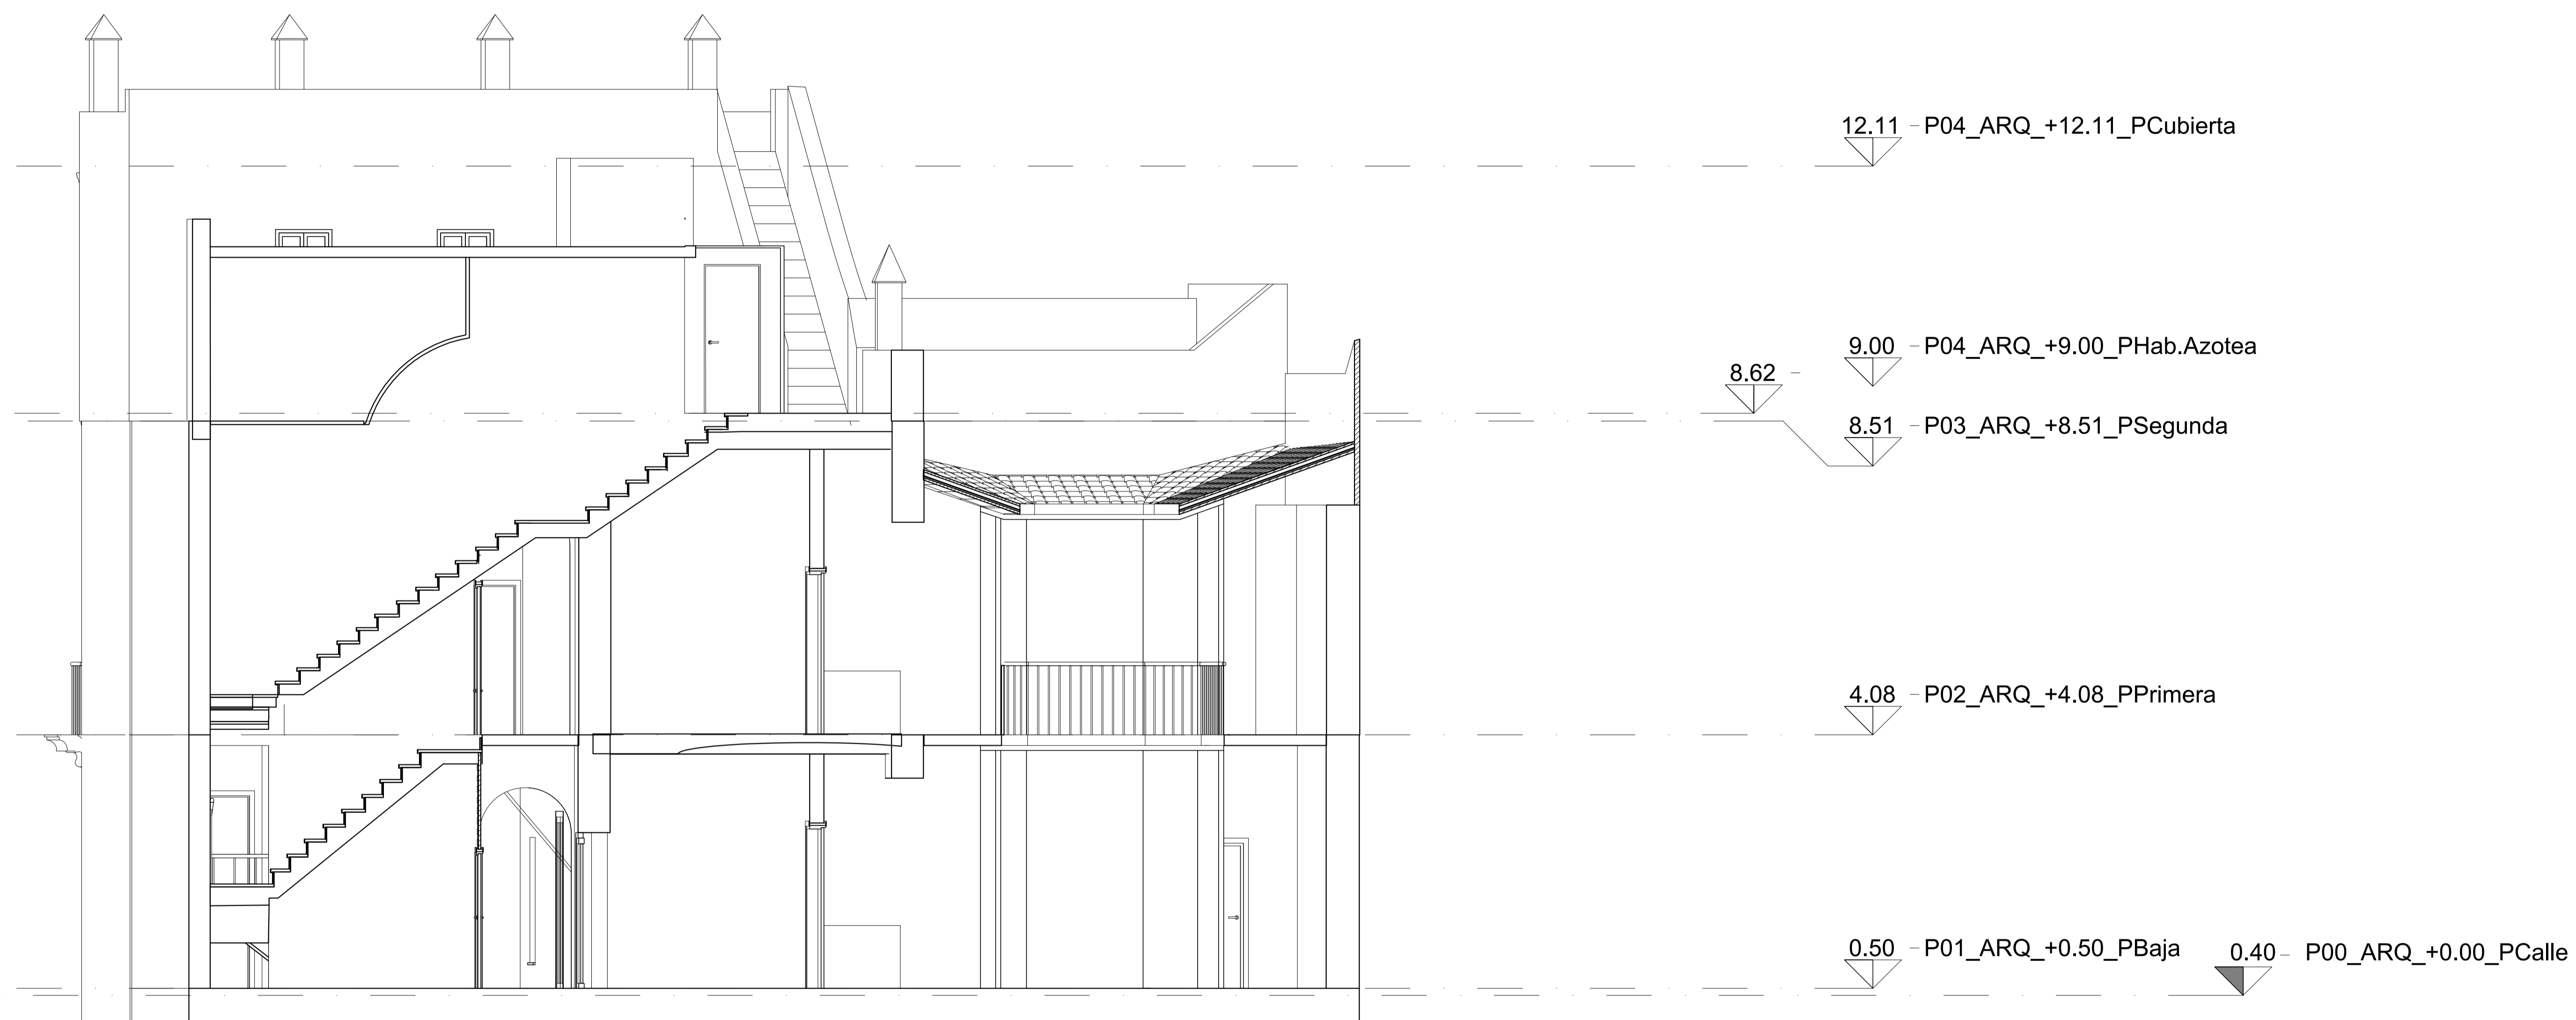 12.11 P04_ARQ_+12.11_PCubierta
9.00 P04_ARQ_+9.00_PHab.Azotea
8.62
8.51 P03_ARQ_+8.51_PSegunda
4.08 P02_ARQ_+4.08_PPrimera
0.50 P01_ARQ_+0.50_PBaja
0.40 P00_ARQ_+0.00_PCalle